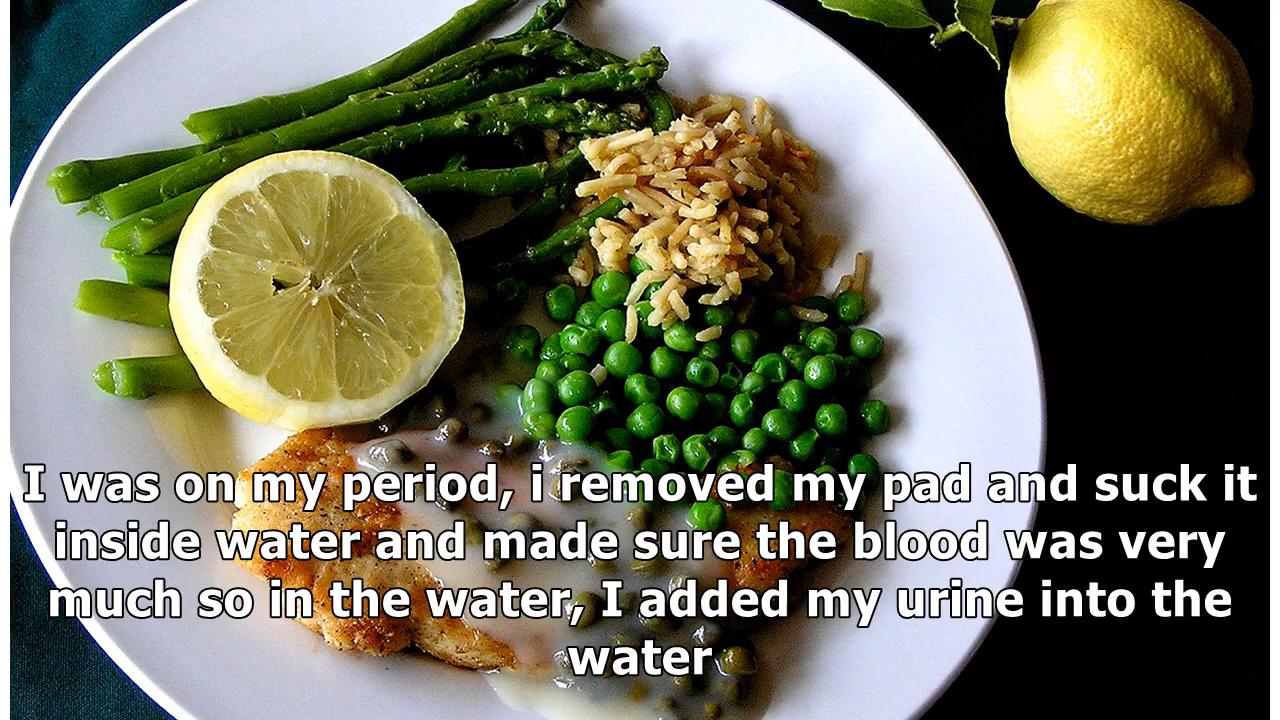 I was on my period, i removed my pad and suck it
inside water and made sure the blood was very
much so in the water, I added my urine into the
water